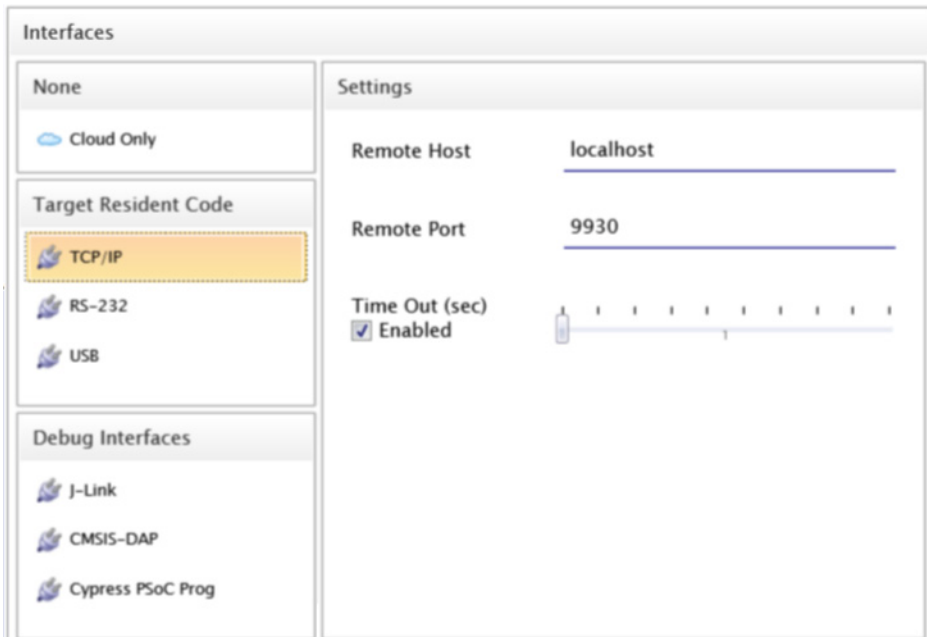 Interfaces
None
Cloud Only
Target Resident Code
TCP/IP
RS-232
USB
Debug Interfaces
J-Link
CMSIS-DAP
Cypress PSoC Prog
Settings
Remote Host
localhost
Remote Port
9930
Time Out (sec)
Enabled
1